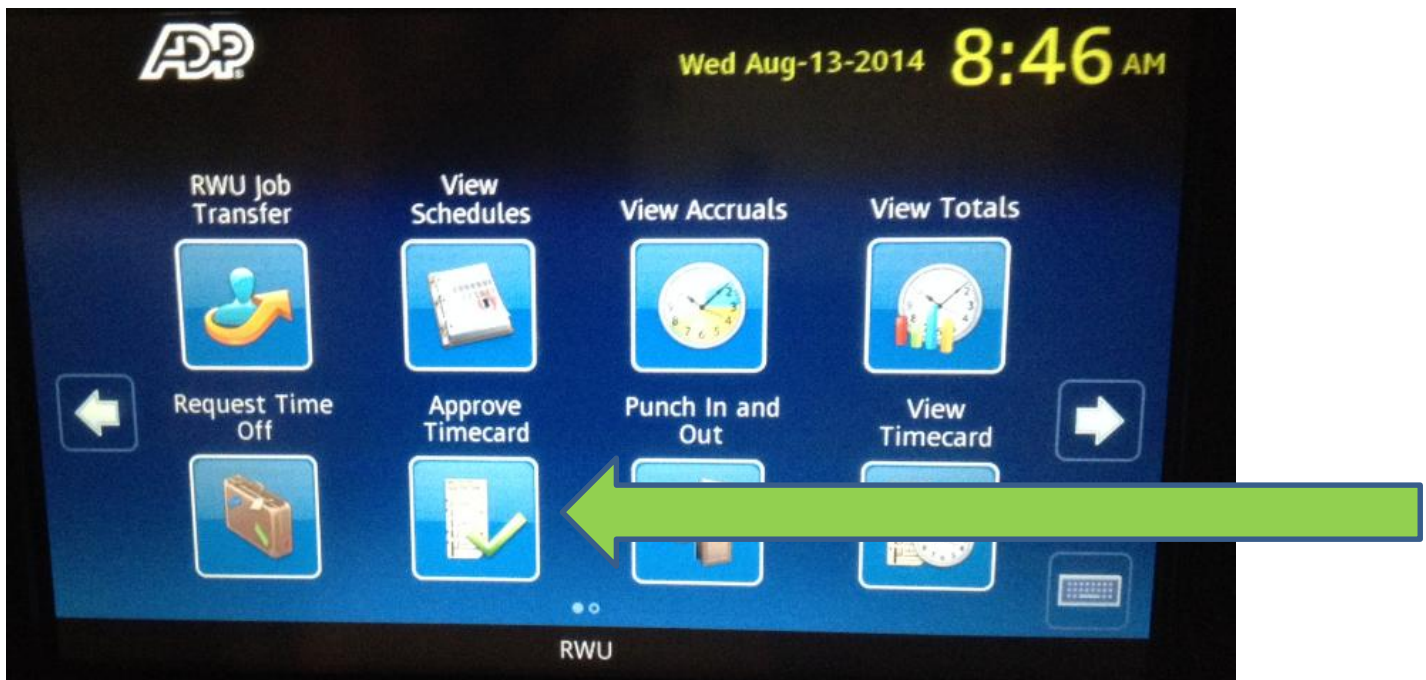 ADP
Wed Aug-13-2014 8:46 AM
RWU Job
Transfer
View
Schedules
View Accruals
View Totals
Request Time
Off
Approve
Timecard
Punch In and
Out
View
Timecard
RWU